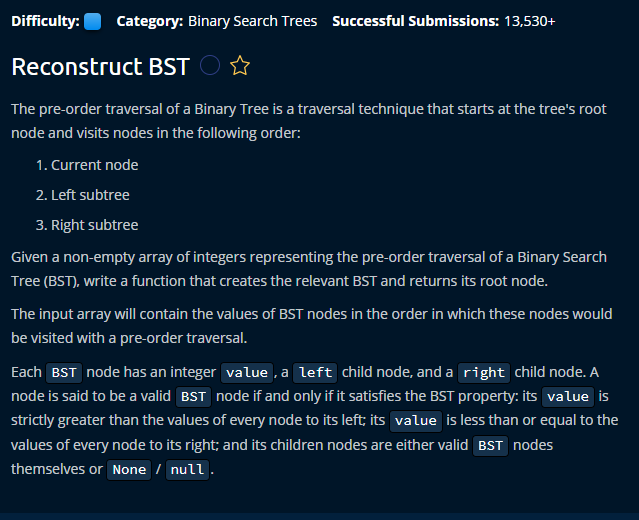 Difficulty: Category: Binary Search Trees Successful Submissions: 13,530+
Reconstruct BST
The pre-order traversal of a Binary Tree is a traversal technique that starts at the tree's root
node and visits nodes in the following order:
1. Current node
2. Left subtree
3. Right subtree
Given a non-empty array of integers representing the pre-order traversal of a Binary Search
Tree (BST), write a function that creates the relevant BST and returns its root node.
The input array will contain the values of BST nodes in the order in which these nodes would
be visited with a pre-order traversal.
Each BST node has an integer value , a left child node, and a right child node. A
node is said to be a valid BST node if and only if it satisfies the BST property: its value is
strictly greater than the values of every node to its left; its value is less than or equal to the
values of every node to its right; and its children nodes are either valid BST nodes
themselves or None / null .